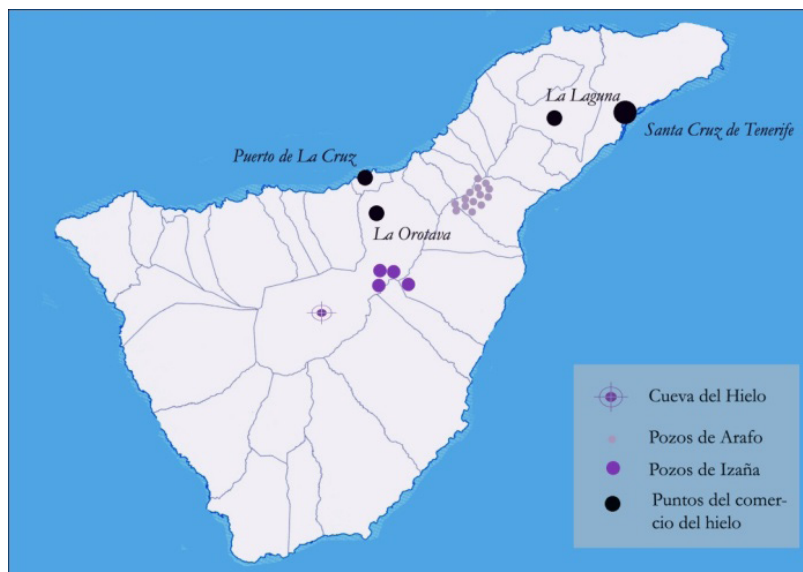 La Laguna
Santa Cruz de Tenerife
Puerto de La Cruz
La Orotava
Cueva del Hielo
Pozos de Arafo
Pozos de Izaña
Puntos del comer-
cio del hielo